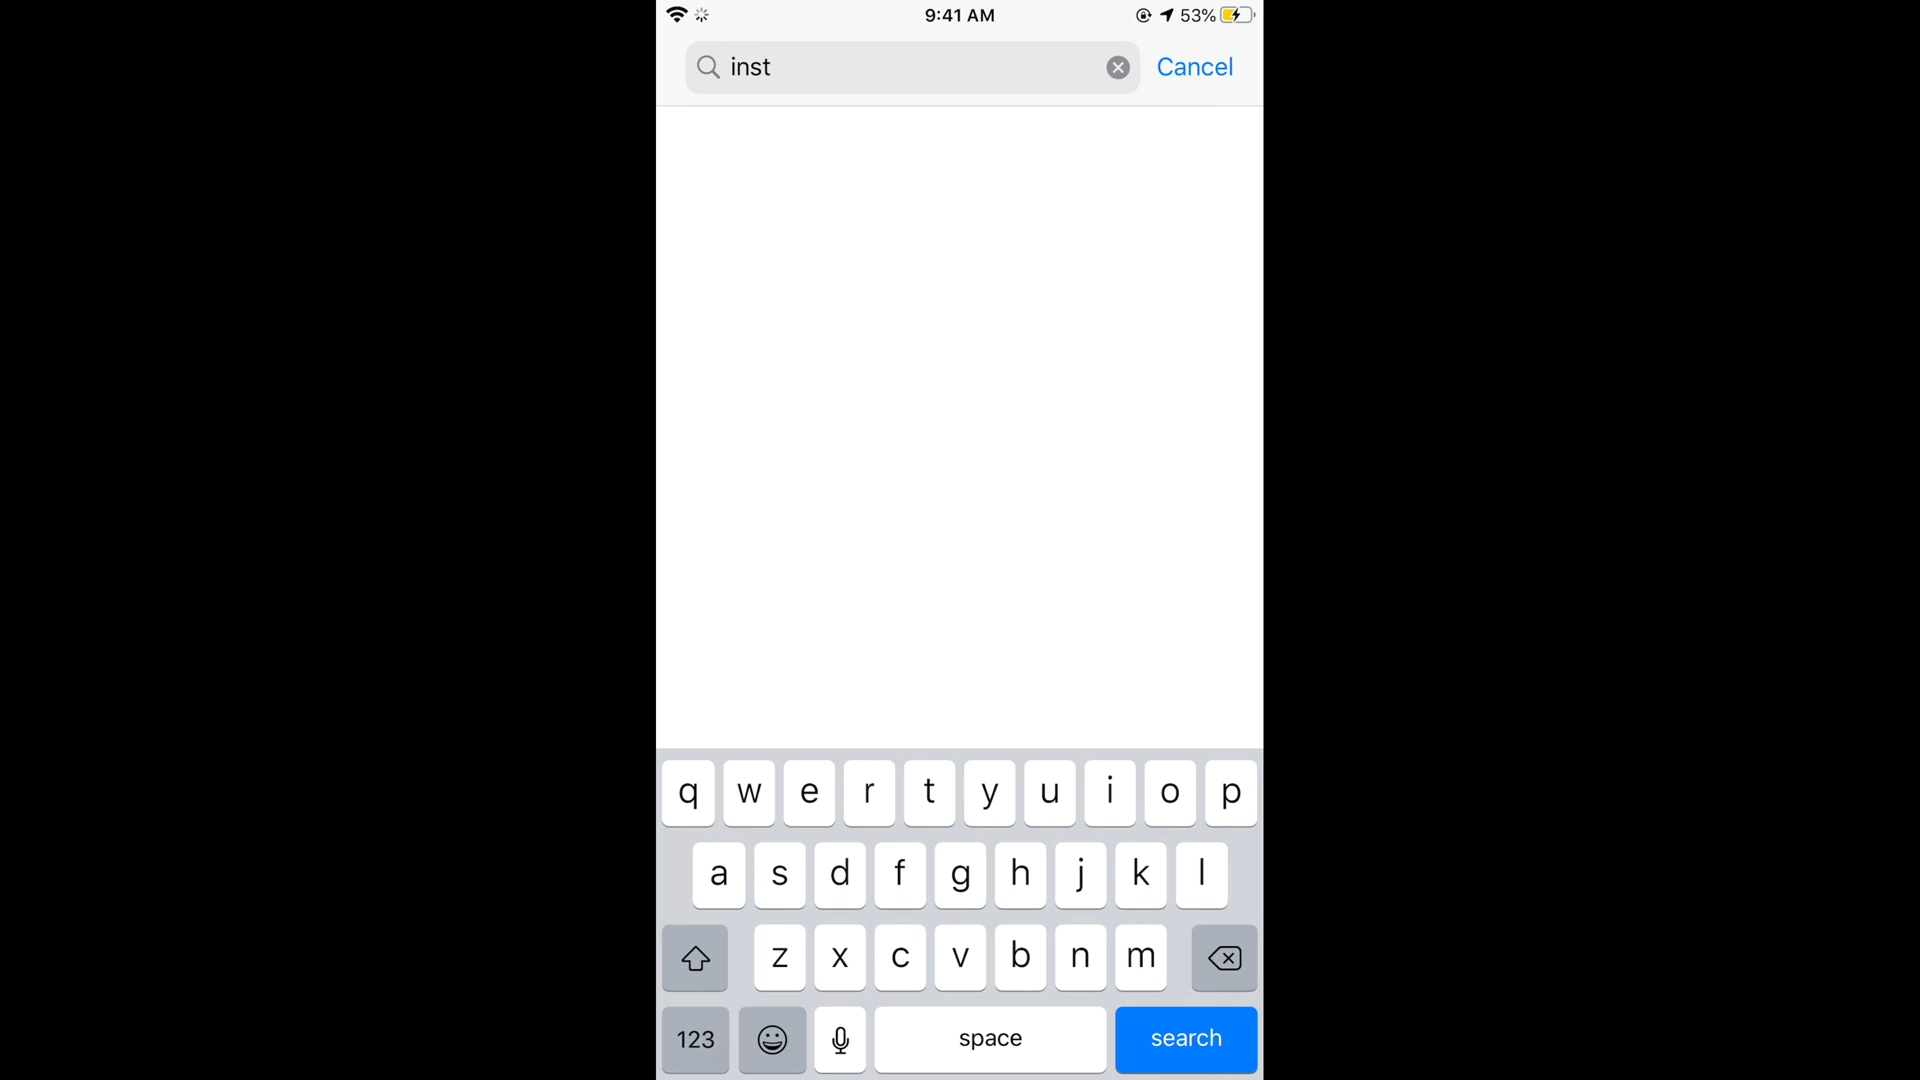 9:41 AM 53%
inst Cancel
q w e r t y u i o p
a s d f g h j k l
z x c v b n m
123 space search